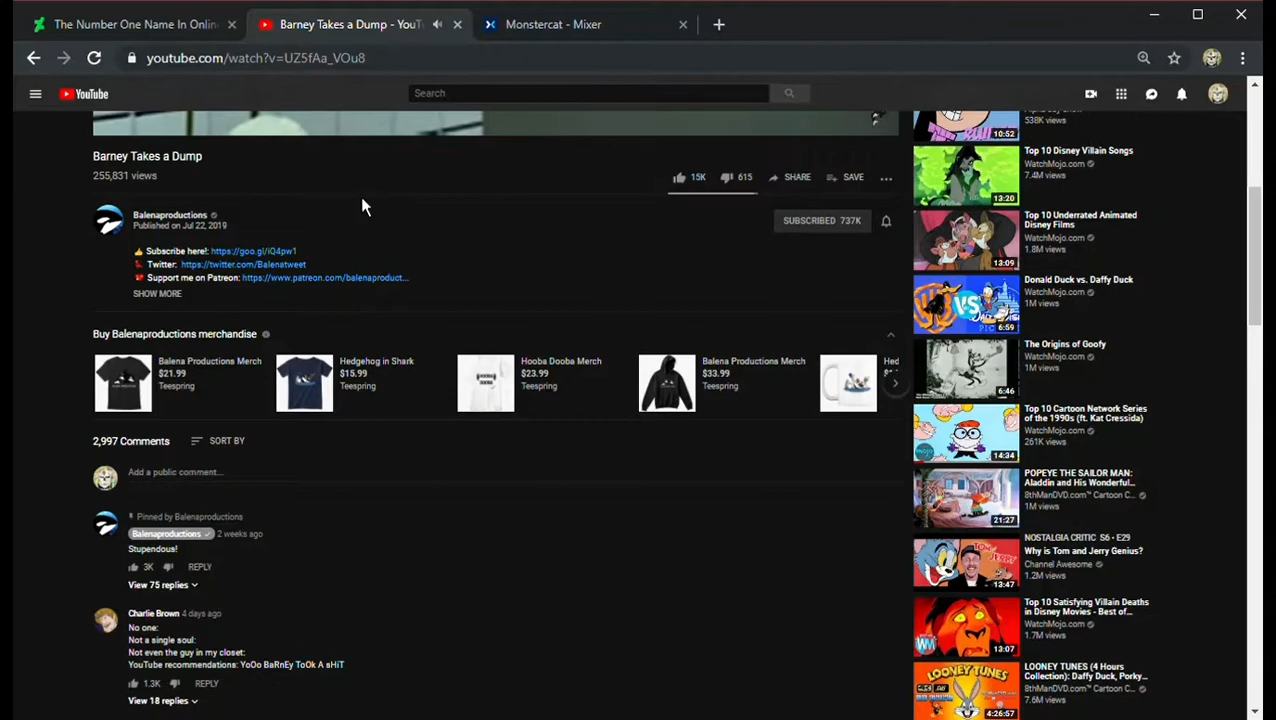 The Number One Name In Onlin
Barney Takes a Dump - YouT
Monstercat - Mixer
youtube.com/watch?v=UZ5fAa_VOu8
YouTube
Search
Barney Takes a Dump
255,831 views
15K
615
SHARE
SAVE
Balenaproductions
Published on Jul 22, 2019
SUBSCRIBED 737K
Subscribe here!: https://goo.gl/iQ4pw1
Twitter: https://twitter.com/Balenatweet
Support me on Patreon: https://www.patreon.com/balenaproduct...
SHOW MORE
Buy Balenaproductions merchandise
Balena Productions Merch
$21.99
Teespring
Hedgehog in Shark
$15.99
Teespring
Hooba Dooba Merch
$23.99
Teespring
Balena Productions Merch
$33.99
Teespring
Hed
2,997 Comments
SORT BY
Add a public comment...
Pinned by Balenaproductions
Balenaproductions
2 weeks ago
Stupendous!
3K
REPLY
View 75 replies
Charlie Brown 4 days ago
No one:
Not a single soul:
Not even the guy in my closet:
YouTube recommendations: YoOo BaRnEy ToOk A sHiT
1.3K
REPLY
View 18 replies
538K views
10:52
Top 10 Disney Villain Songs
WatchMojo.com
7.4M views
13:20
Top 10 Underrated Animated
Disney Films
WatchMojo.com
1.8M views
13:09
Donald Duck vs. Daffy Duck
WatchMojo.com
1M views
VS
6:59
The Origins of Goofy
WatchMojo.com
1M views
6:46
Top 10 Cartoon Network Series
of the 1990s (ft. Kat Cressida)
WatchMojo.com
261K views
14:34
POPEYE THE SAILOR MAN:
Aladdin and His Wonderful...
8thManDVD.com™ Cartoon C...
1M views
21:27
NOSTALGIA CRITIC S6 • E29
Why is Tom and Jerry Genius?
Channel Awesome
1.2M views
13:47
Top 10 Satisfying Villain Deaths
in Disney Movies - Best of...
WatchMojo.com
1.7M views
13:07
LOONEY TUNES (4 Hours
Collection): Daffy Duck, Porky...
8thManDVD.com™ Cartoon C...
7.6M views
LOONEY TUNES
4:26:57